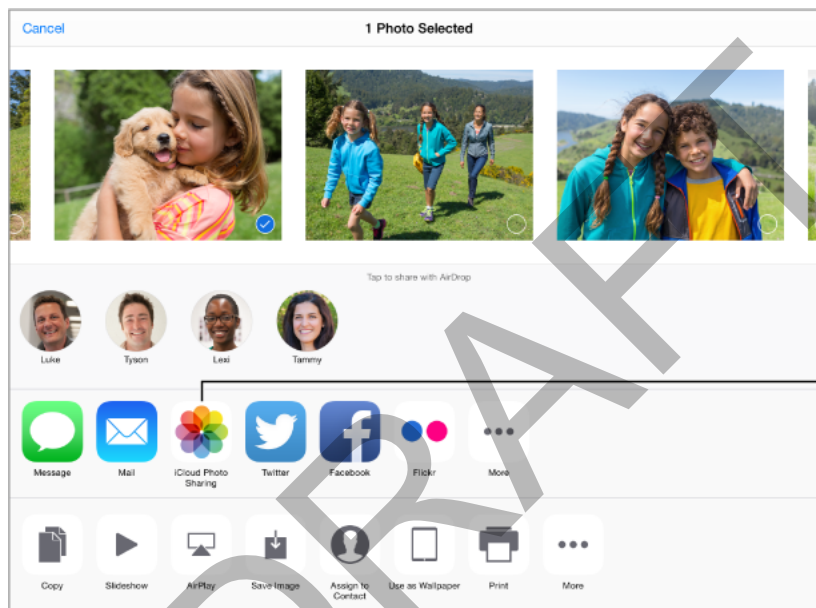 Cancel
1 Photo Selected
Tap to share with AirDrop
Luke
Tyson
Lexi
Tammy
Message
Mail
iCloud Photo
Sharing
Twitter
Facebook
Flickr
More
Copy
Slideshow
AirPlay
Save Image
Assign to
Contact
Use as Wallpaper
Print
More
DRAFT